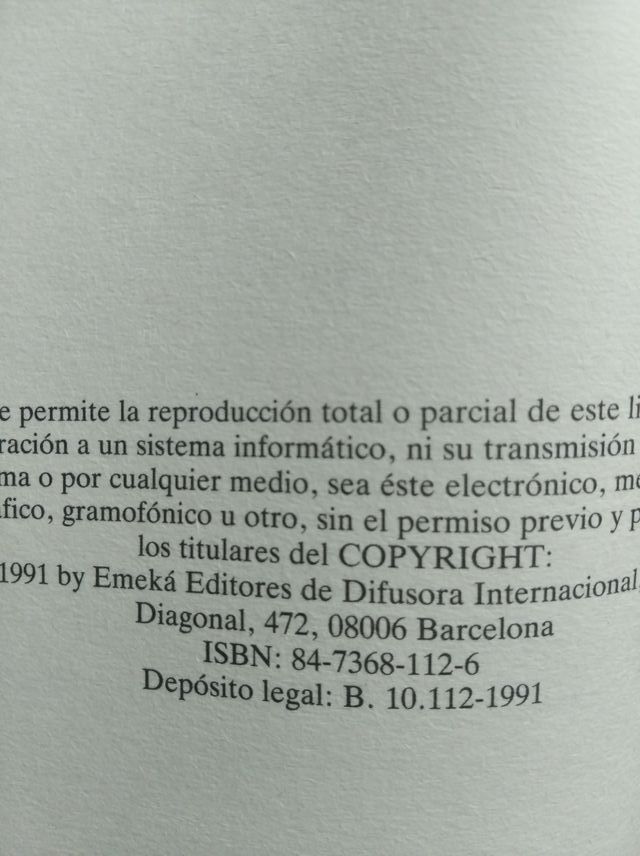 e permite la reproducción total o parcial de este li
ración a un sistema informático, ni su transmisión
ma o por cualquier medio, sea éste electrónico, me
áfico, gramofónico u otro, sin el permiso previo y p
los titulares del COPYRIGHT:
1991 by Emeká Editores de Difusora Internacional,
Diagonal, 472, 08006 Barcelona
ISBN: 84-7368-112-6
Depósito legal: B. 10.112-1991